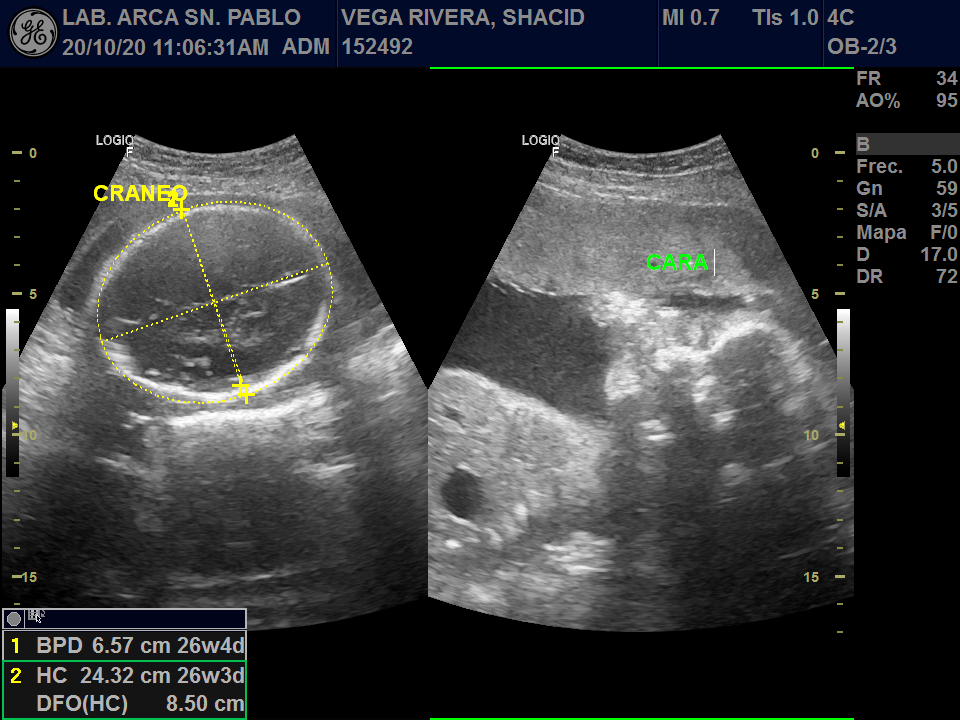 LAB. ARCA SN. PABLO
20/10/20 11:06:31AM ADM
VEGA RIVERA, SHACID
152492
MI 0.7 TIs 1.0
4C
OB-2/3
FR 34
AO% 95
B
Frec. 5.0
Gn 59
S/A 3/5
Mapa F/0
D 17.0
DR 72
LOGIQ
F
0
CRANEO
2
5
10
15
LOGIQ
F
0
CARA
5
10
15
1 BPD 6.57 cm 26w4d
2 HC 24.32 cm 26w3d
DFO(HC) 8.50 cm